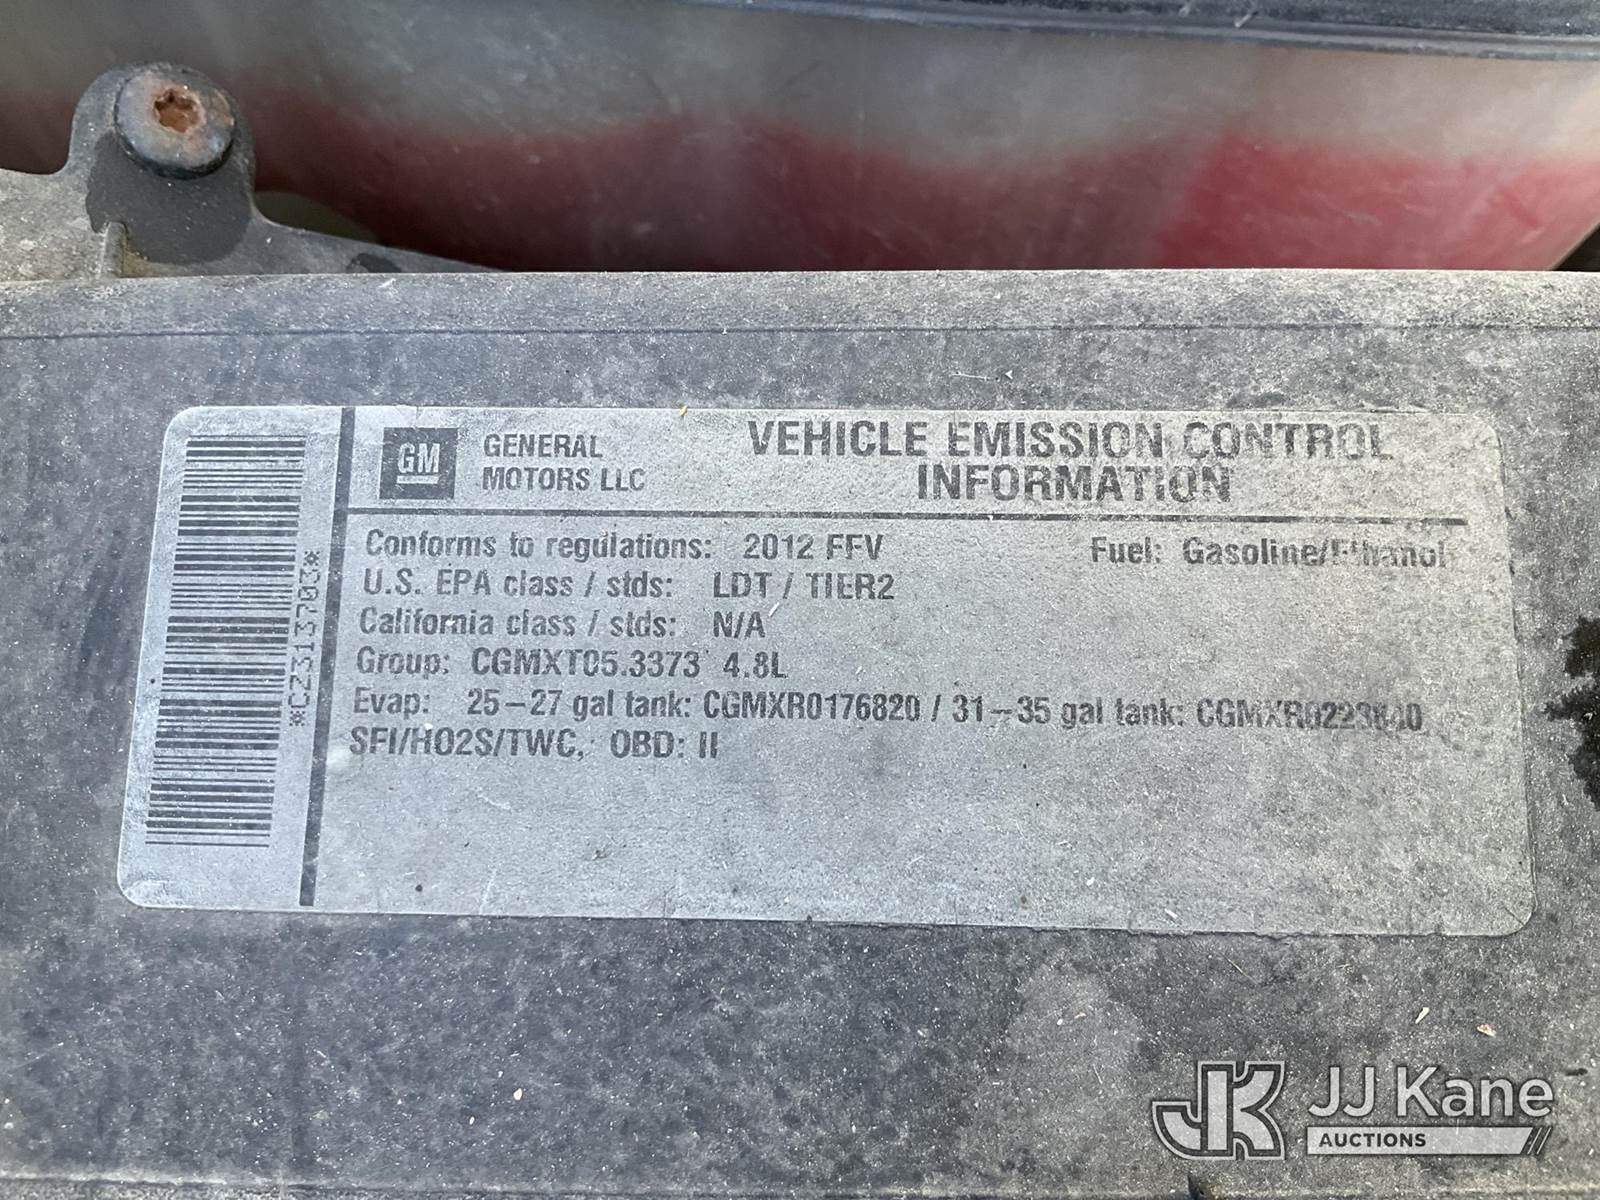 GM
GENERAL MOTORS LLC
VEHICLE EMISSION CONTROL
INFORMATION
Conforms to regulations: 2012 FFV Fuel: Gasoline/Ethanol
U.S. EPA class / stds: LDT / TIER2
California class / stds: N/A
Group: CGMXT05.3373 4.8L
Evap: 25-27 gal tank: CGMXR0176820 / 31-35 gal tank:
SFI/HO2S/TWC, OBD: II
*CZ313703*
JK JJ Kane
AUCTIONS